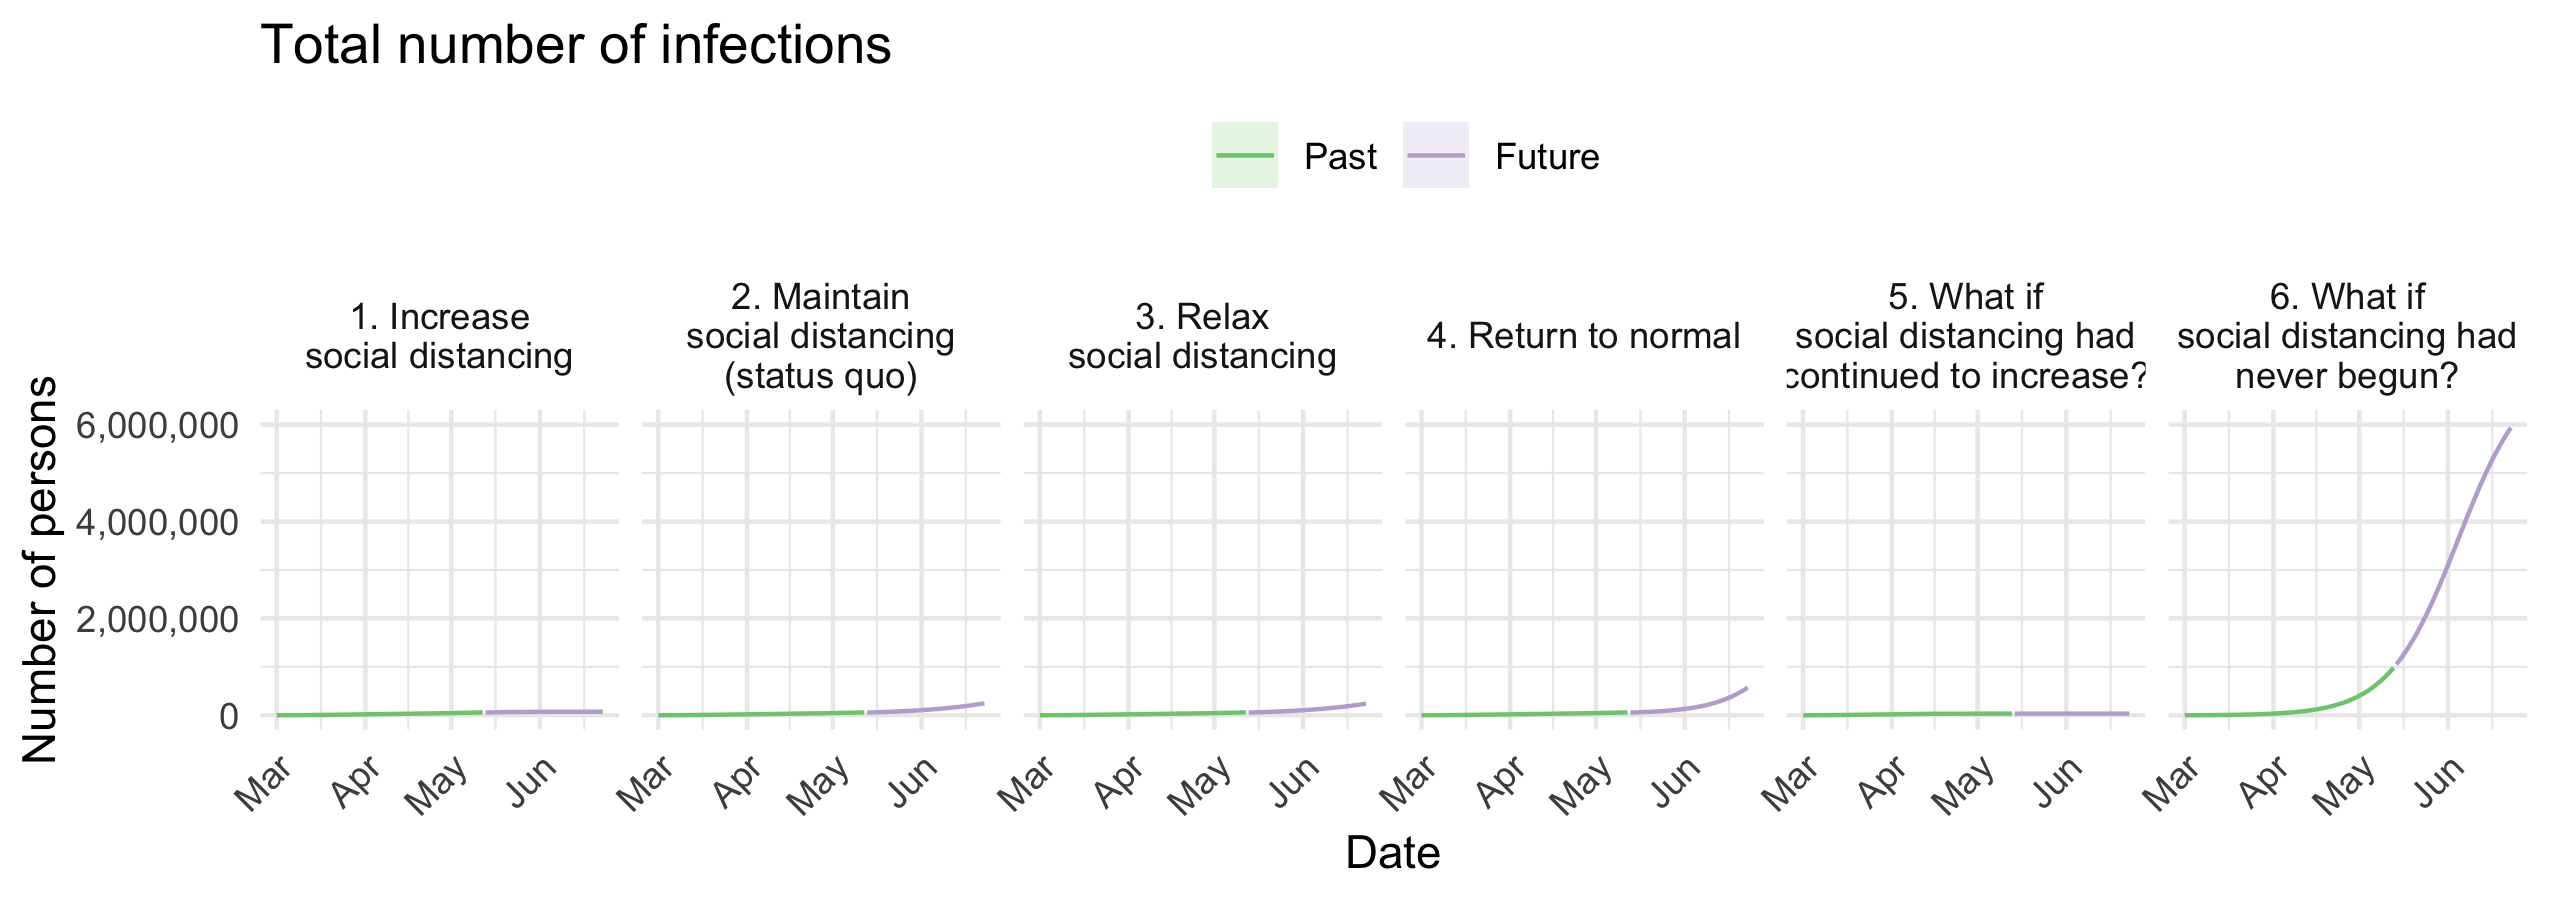 Total number of infections
Past
Future
1. Increase
social distancing
2. Maintain
social distancing
(status quo)
3. Relax
social distancing
4. Return to normal
5. What if
social distancing had
continued to increase?
6. What if
social distancing had
never begun?
Number of persons
6,000,000
4,000,000
2,000,000
0
Mar Apr May Jun
Mar Apr May Jun
Mar Apr May Jun
Mar Apr May Jun
Mar Apr May Jun
Mar Apr May Jun
Date